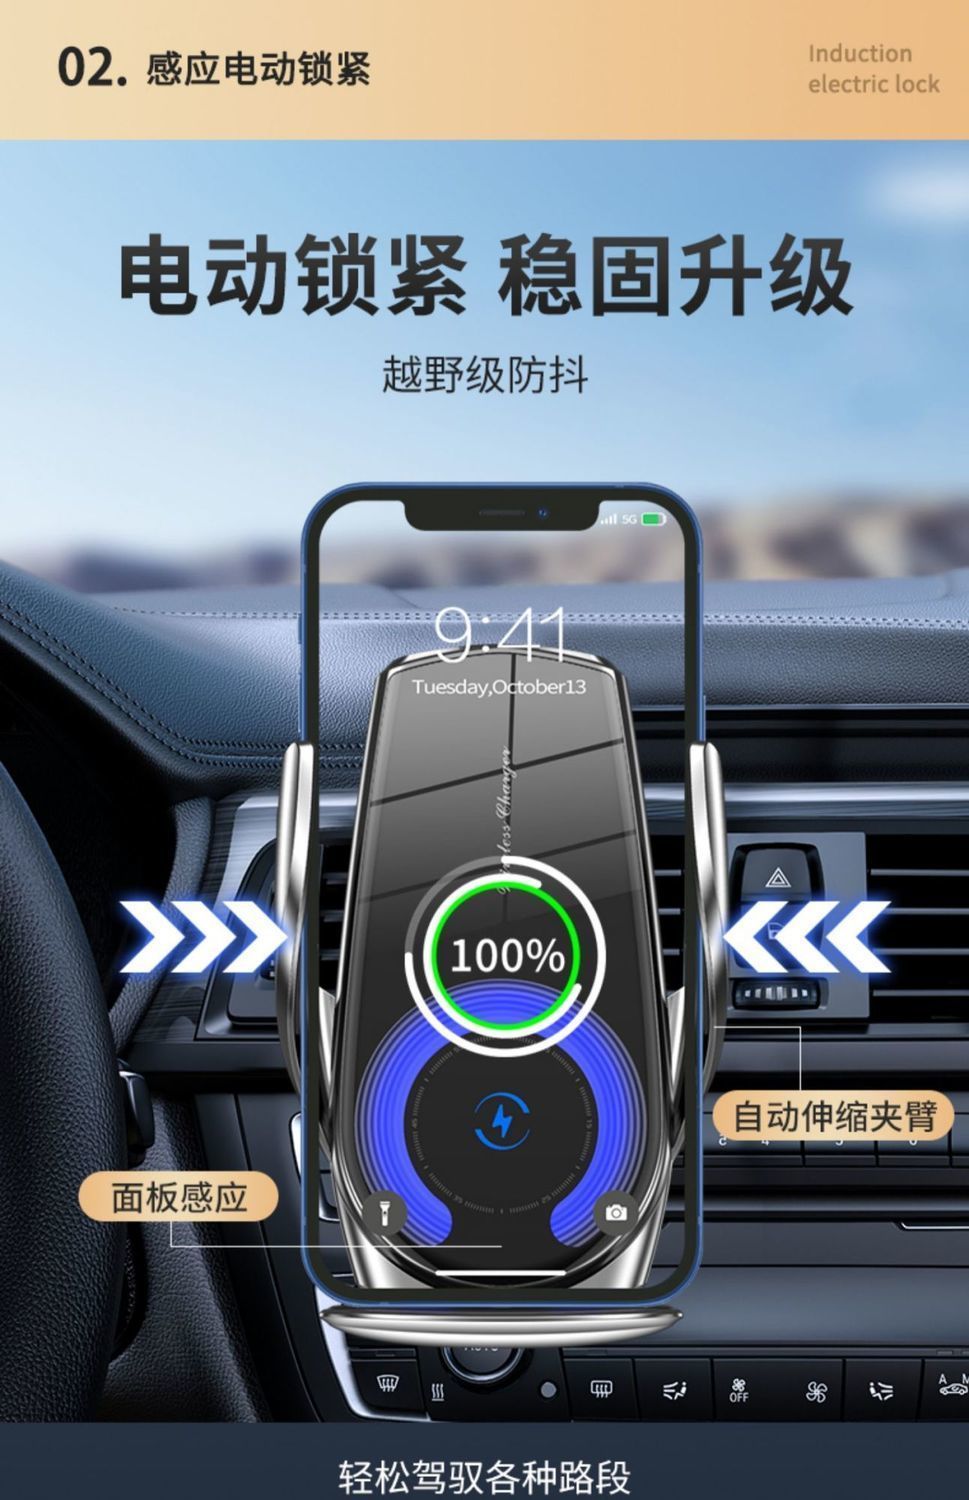 02. 感应电动锁紧
Induction
electric lock
电动锁紧 稳固升级
越野级防抖
5G
9:41
Tuesday,October13
100%
自动伸缩夹臂
面板感应
AUTO
OFF
A
轻松驾驭各种路段